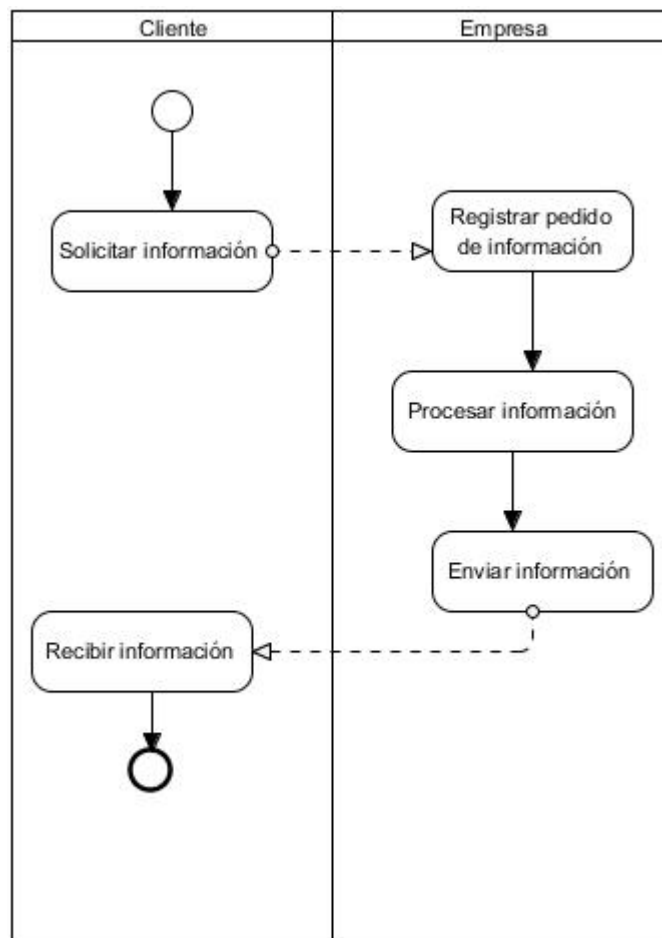 Cliente
Empresa
Solicitar información
Registrar pedido
de información
Procesar información
Enviar información
Recibir información